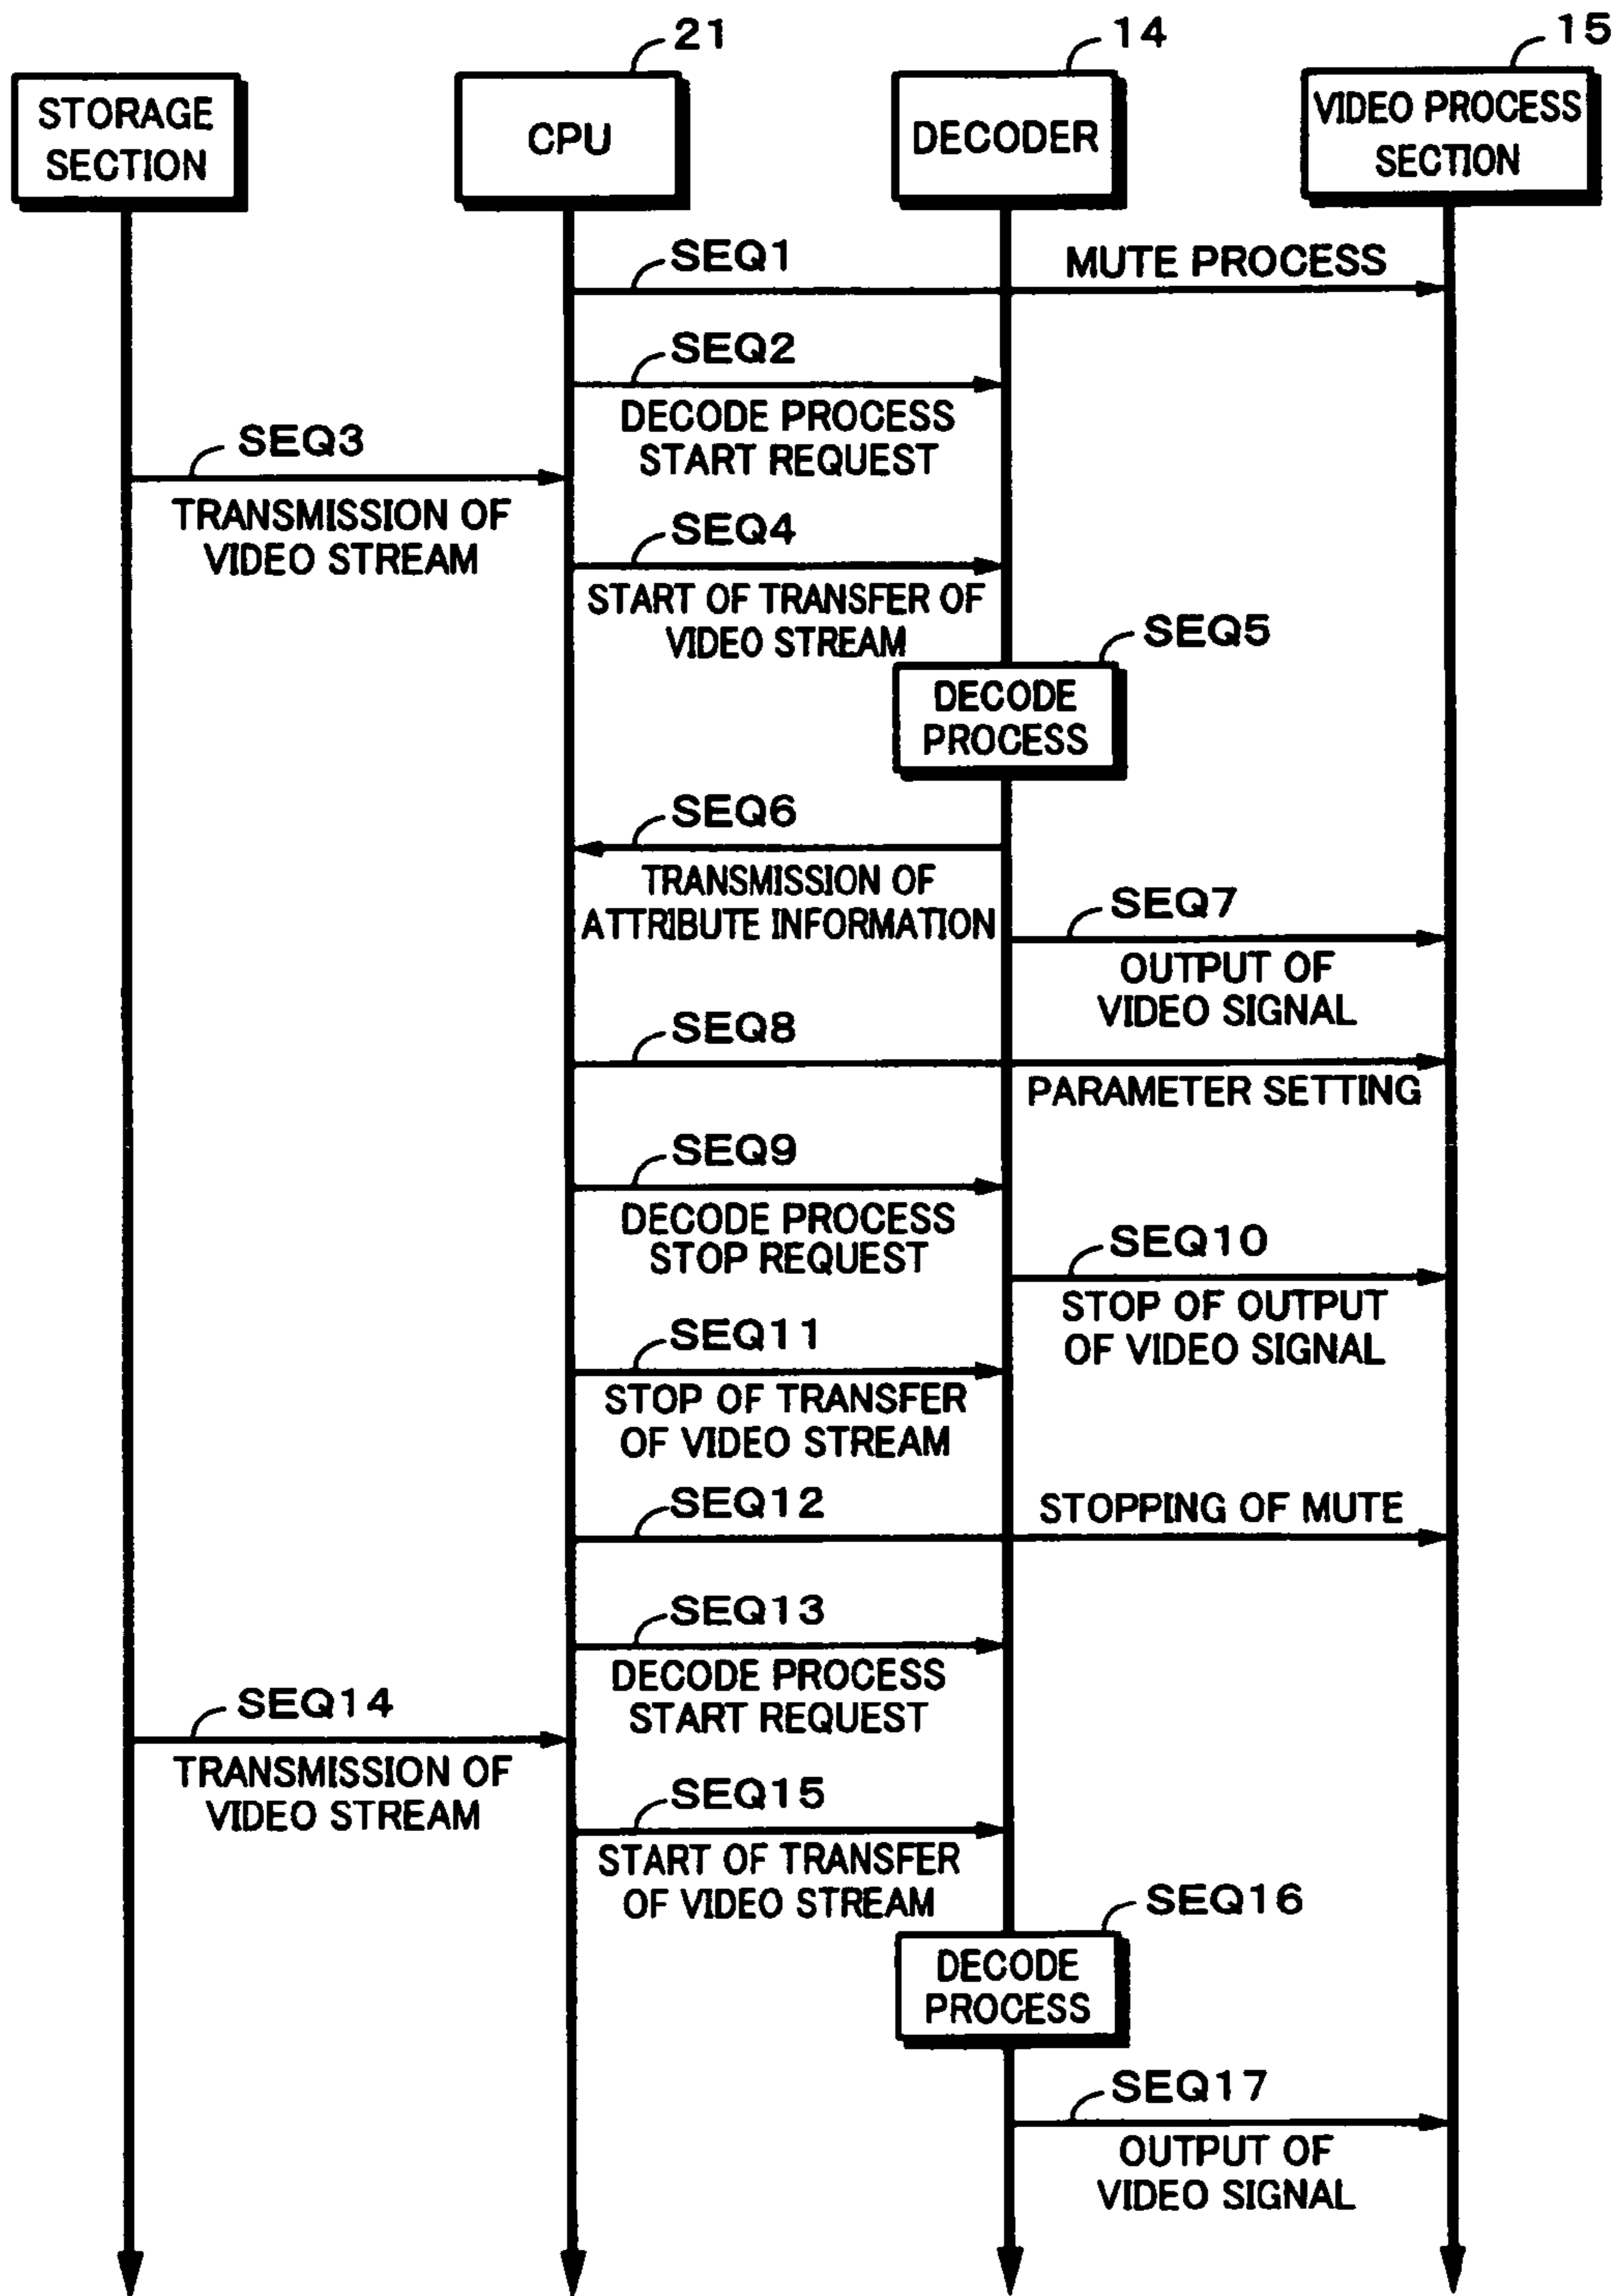 21
14
15
STORAGE
SECTION
CPU
DECODER
VIDEO PROCESS
SECTION
SEQ1
MUTE PROCESS
SEQ2
DECODE PROCESS
START REQUEST
SEQ3
TRANSMISSION OF
VIDEO STREAM
SEQ4
START OF TRANSFER OF
VIDEO STREAM
SEQ5
DECODE
PROCESS
SEQ6
TRANSMISSION OF
ATTRIBUTE INFORMATION
SEQ7
OUTPUT OF
VIDEO SIGNAL
SEQ8
PARAMETER SETTING
SEQ9
DECODE PROCESS
STOP REQUEST
SEQ10
STOP OF OUTPUT
OF VIDEO SIGNAL
SEQ11
STOP OF TRANSFER
OF VIDEO STREAM
SEQ12
STOPPING OF MUTE
SEQ13
DECODE PROCESS
START REQUEST
SEQ14
TRANSMISSION OF
VIDEO STREAM
SEQ15
START OF TRANSFER
OF VIDEO STREAM
SEQ16
DECODE
PROCESS
SEQ17
OUTPUT OF
VIDEO SIGNAL